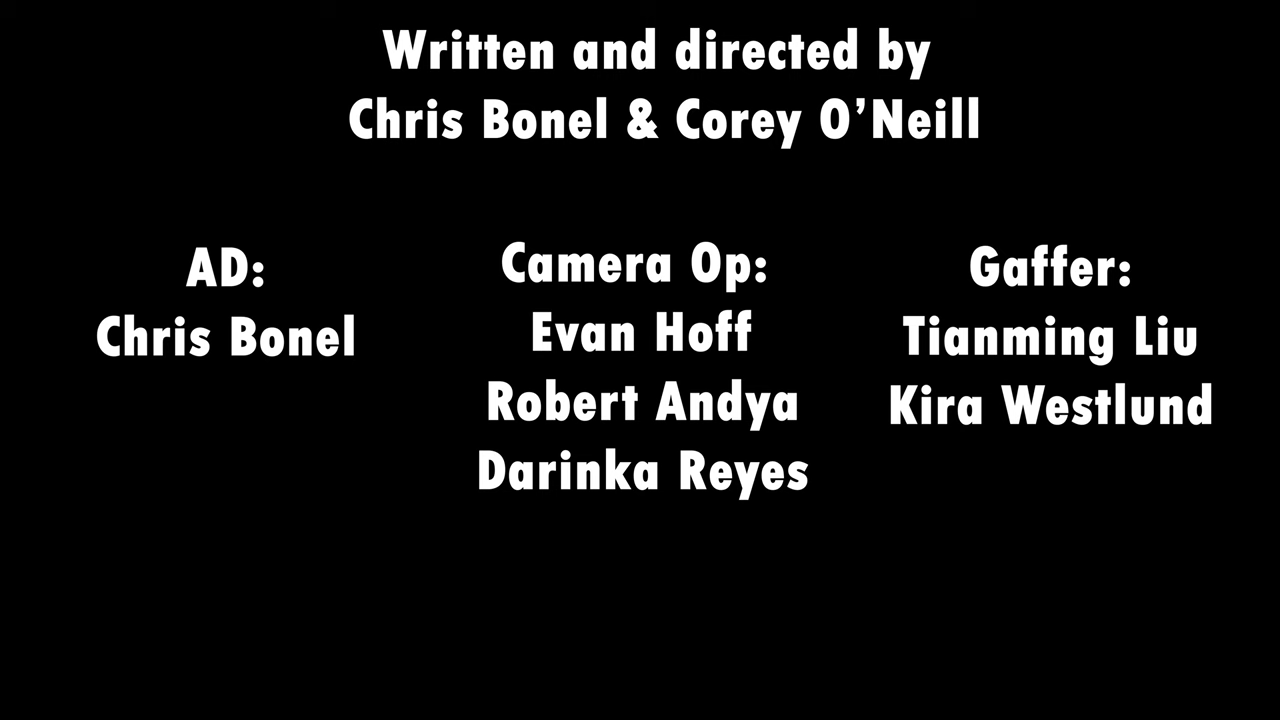 Written and directed by
Chris Bonel & Corey O’Neill
AD:
Chris Bonel
Camera Op:
Evan Hoff
Robert Andya
Darinka Reyes
Gaffer:
Tianming Liu
Kira Westlund